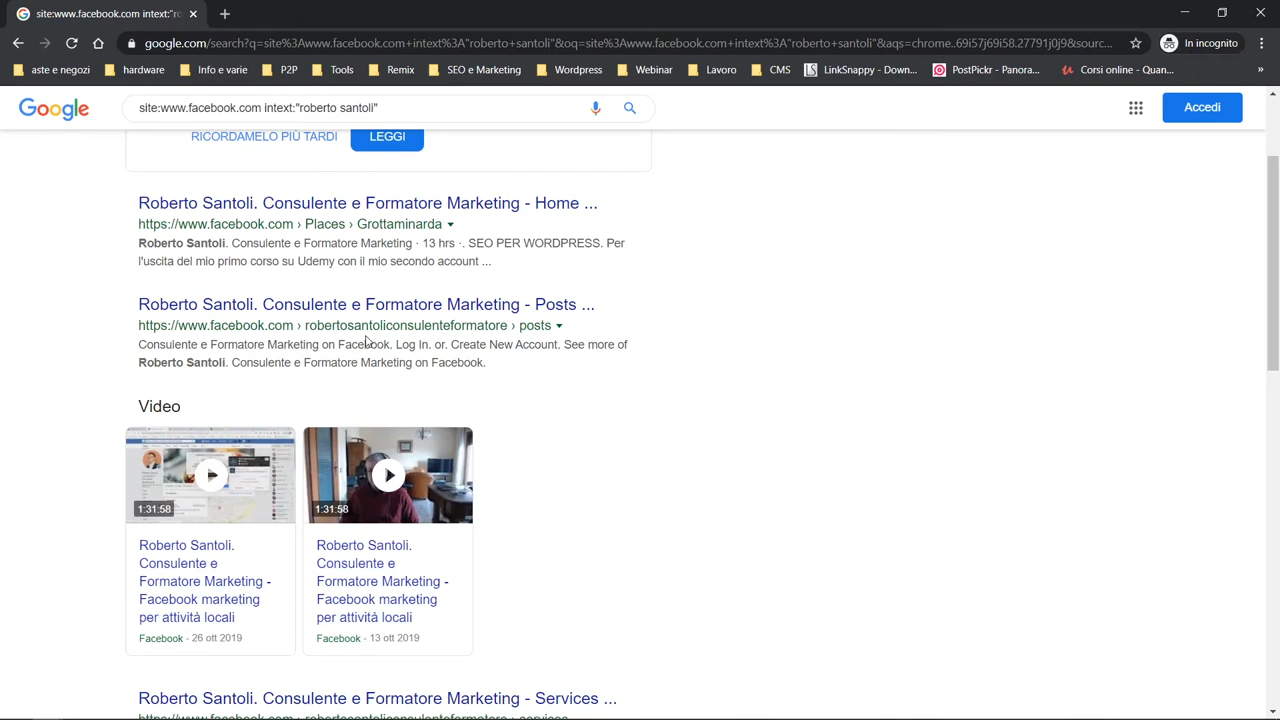 site:www.facebook.com intext:"ro
google.com/search?q=site%3Awww.facebook.com+intext%3A"roberto+santoli"&oq=site%3Awww.facebook.com+intext%3A"roberto+santoli"&aqs=chrome..69i57j69i58.27791j0j9&sourc...
In incognito
aste e negozi
hardware
Info e varie
P2P
Tools
Remix
SEO e Marketing
Wordpress
Webinar
Lavoro
CMS
LinkSnappy - Down...
PostPickr - Panora...
Corsi online - Quan...
»
Google
site:www.facebook.com intext:"roberto santoli"
Accedi
RICORDAMELO PIÙ TARDI
LEGGI
Roberto Santoli. Consulente e Formatore Marketing - Home ...
https://www.facebook.com › Places › Grottaminarda
Roberto Santoli. Consulente e Formatore Marketing · 13 hrs ·. SEO PER WORDPRESS. Per
l'uscita del mio primo corso su Udemy con il mio secondo account ...
Roberto Santoli. Consulente e Formatore Marketing - Posts ...
https://www.facebook.com › robertosantoliconsulenteformatore › posts
Consulente e Formatore Marketing on Facebook. Log In. or. Create New Account. See more of
Roberto Santoli. Consulente e Formatore Marketing on Facebook.
Video
1:31:58
1:31:58
Roberto Santoli.
Consulente e
Formatore Marketing -
Facebook marketing
per attività locali
Facebook - 26 ott 2019
Roberto Santoli.
Consulente e
Formatore Marketing -
Facebook marketing
per attività locali
Facebook - 13 ott 2019
Roberto Santoli. Consulente e Formatore Marketing - Services ...
https://www.facebook.com › robertosantoliconsulenteformatore › services